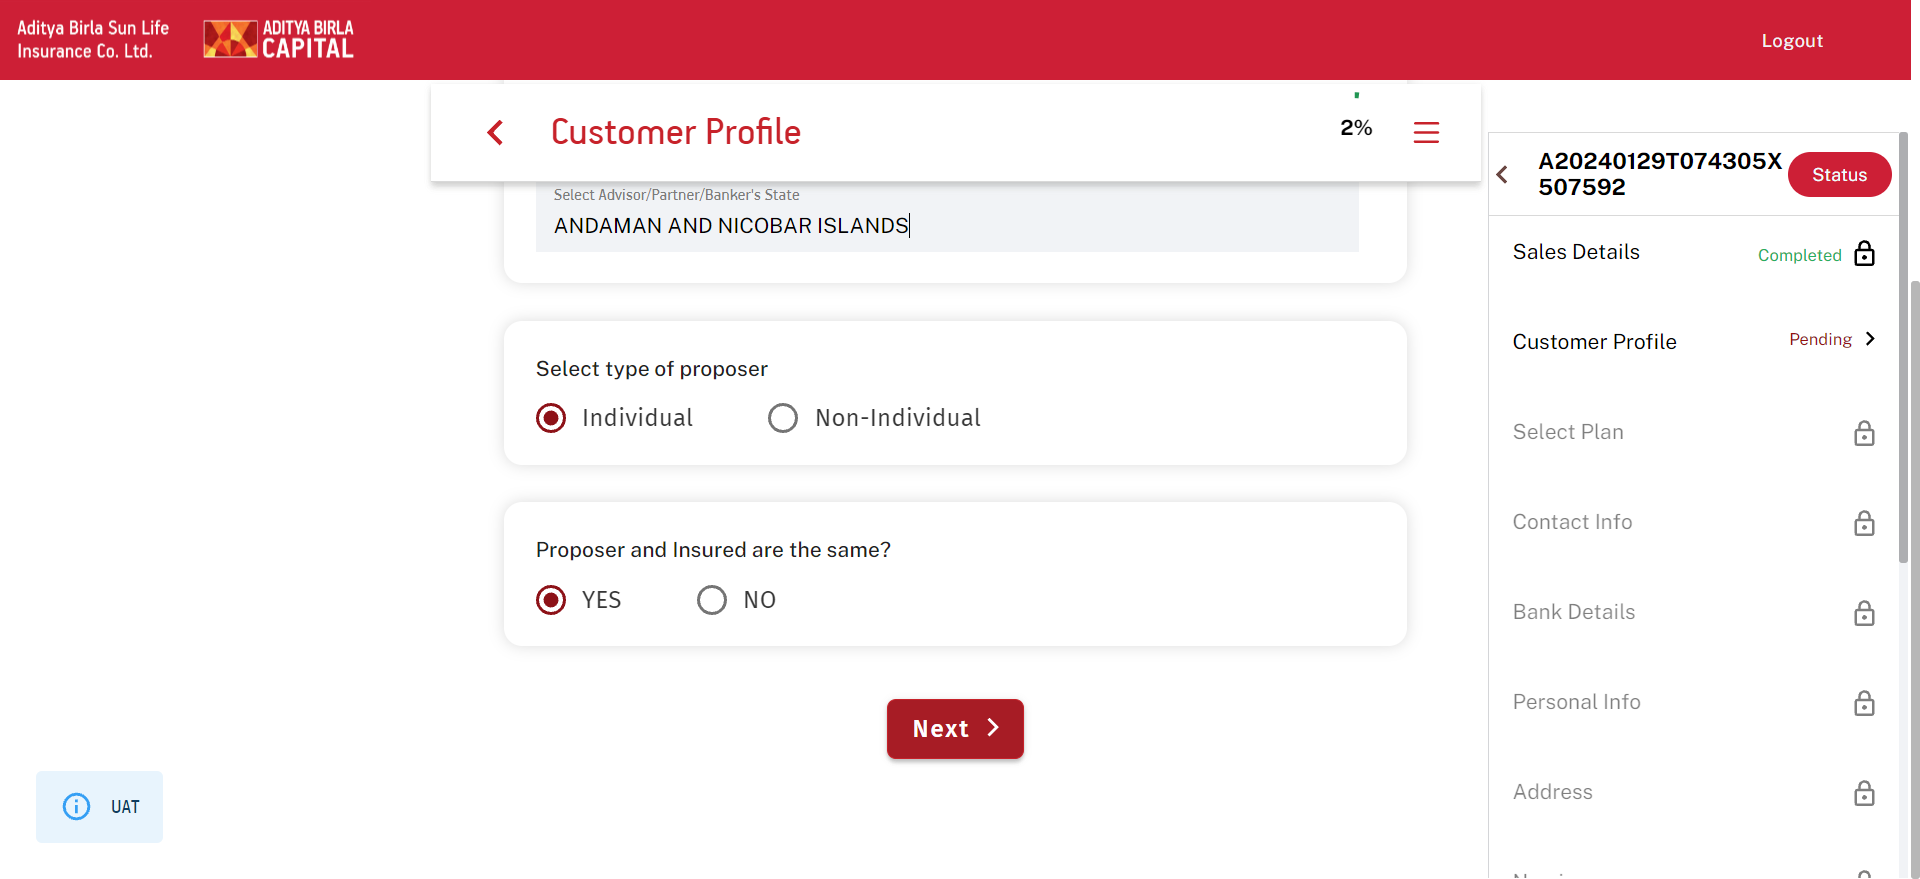 Aditya Birla Sun Life
Insurance Co. Ltd.
ADITYA BIRLA
CAPITAL
Logout
Customer Profile
2%
Select Advisor/Partner/Banker's State
ANDAMAN AND NICOBAR ISLANDS
Select type of proposer
Individual
Non-Individual
Proposer and Insured are the same?
YES
NO
Next
UAT
A20240129T074305X
507592
Status
Sales Details
Completed
Customer Profile
Pending
Select Plan
Contact Info
Bank Details
Personal Info
Address